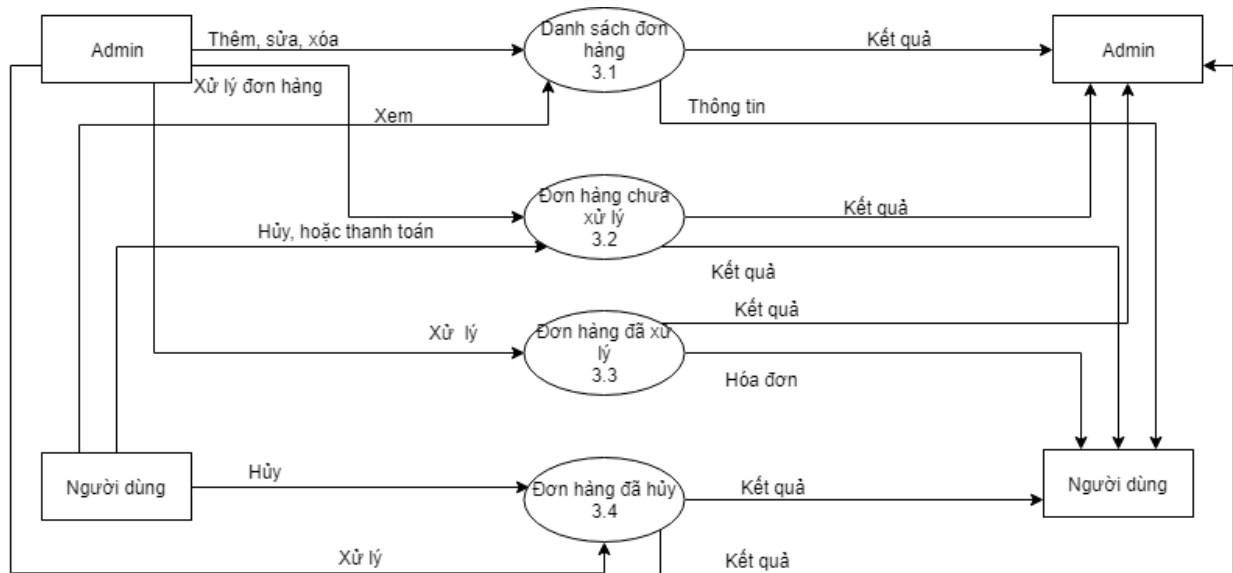 Admin
Thêm, sửa, xóa
Danh sách đơn
hàng
3.1
Kết quả
Admin
Xử lý đơn hàng
Xem
Thông tin
Đơn hàng chưa
xử lý
3.2
Kết quả
Hủy, hoặc thanh toán
Kết quả
Kết quả
Xử lý
Đơn hàng đã xử
lý
3.3
Hóa đơn
Người dùng
Hủy
Đơn hàng đã hủy
3.4
Kết quả
Người dùng
Xử lý
Kết quả